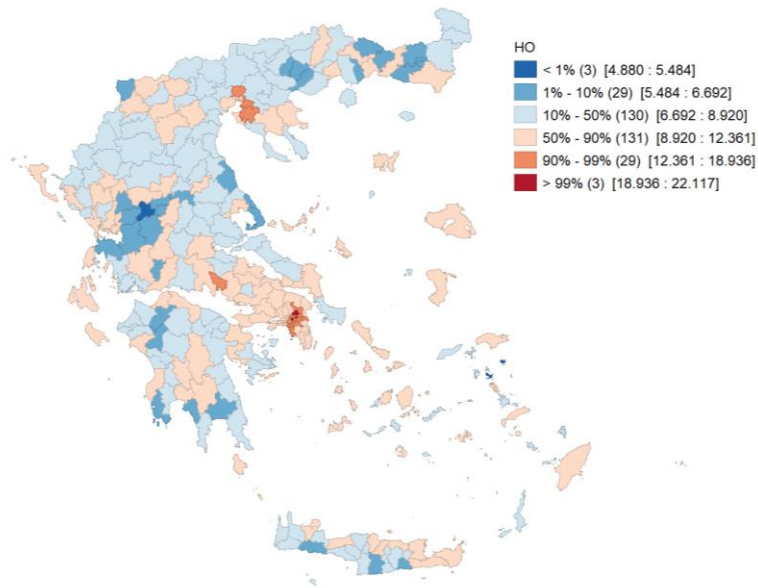 HO
< 1% (3) [4.880 : 5.484]
1% - 10% (29) [5.484 : 6.692]
10% - 50% (130) [6.692 : 8.920]
50% - 90% (131) [8.920 : 12.361]
90% - 99% (29) [12.361 : 18.936]
> 99% (3) [18.936 : 22.117]